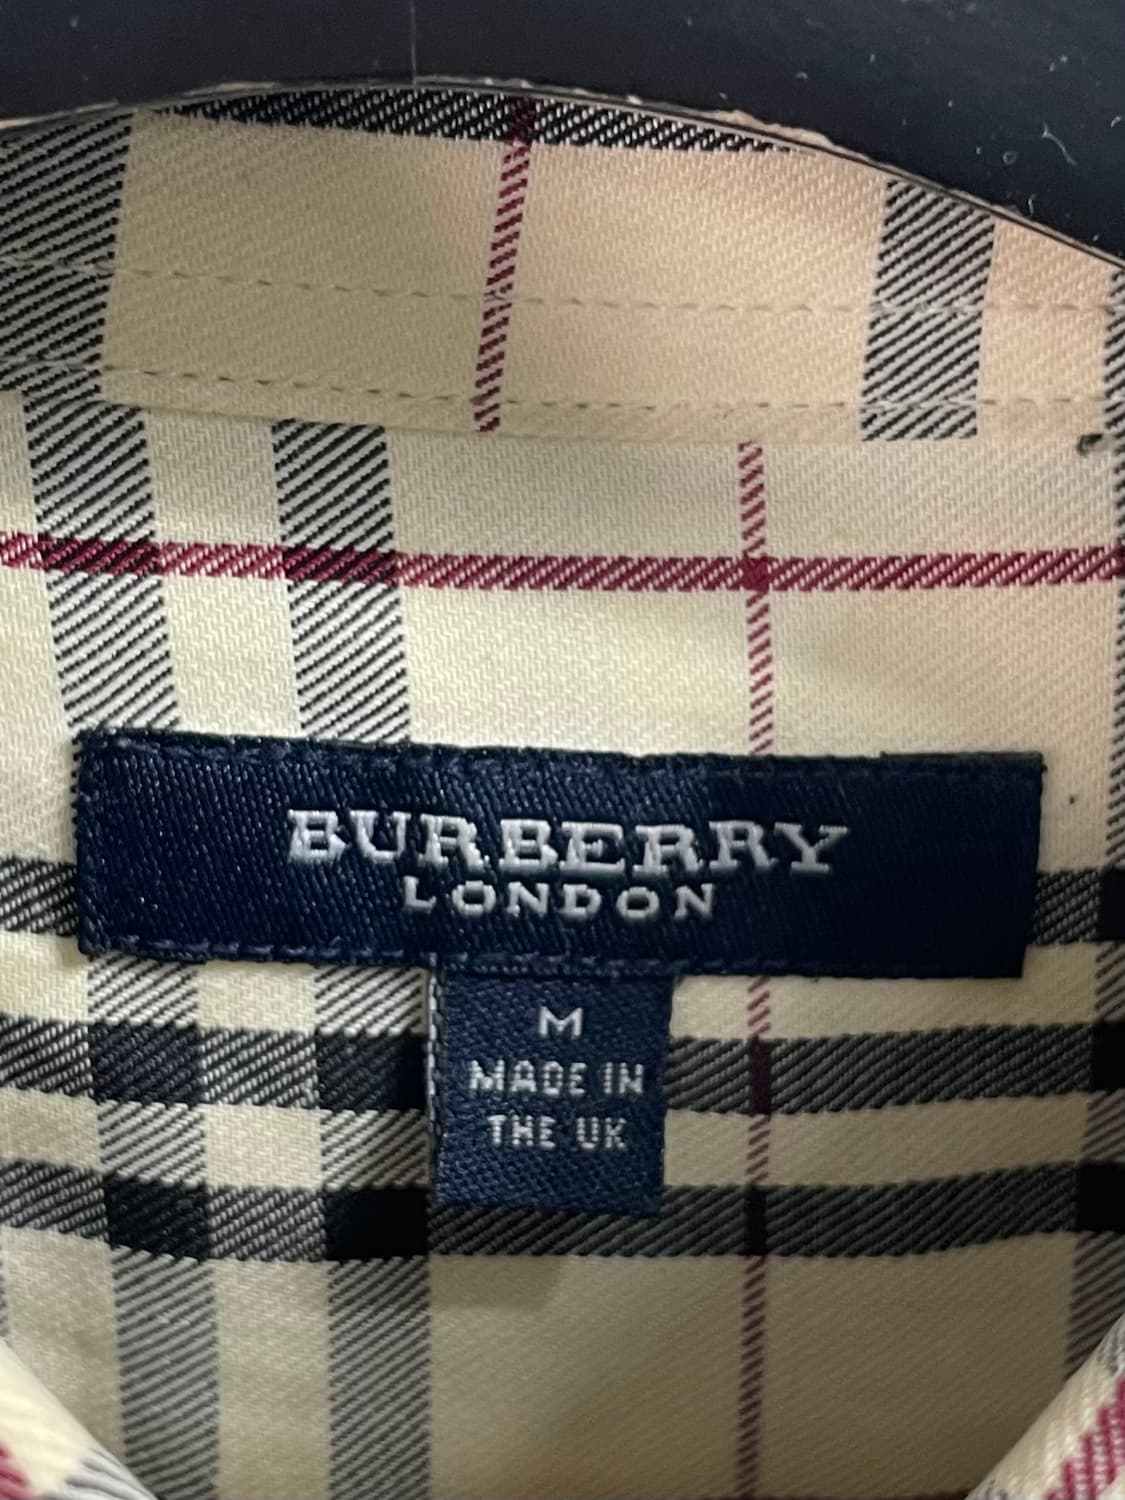 BURBERRY
LONDON
M
MADE IN
THE UK